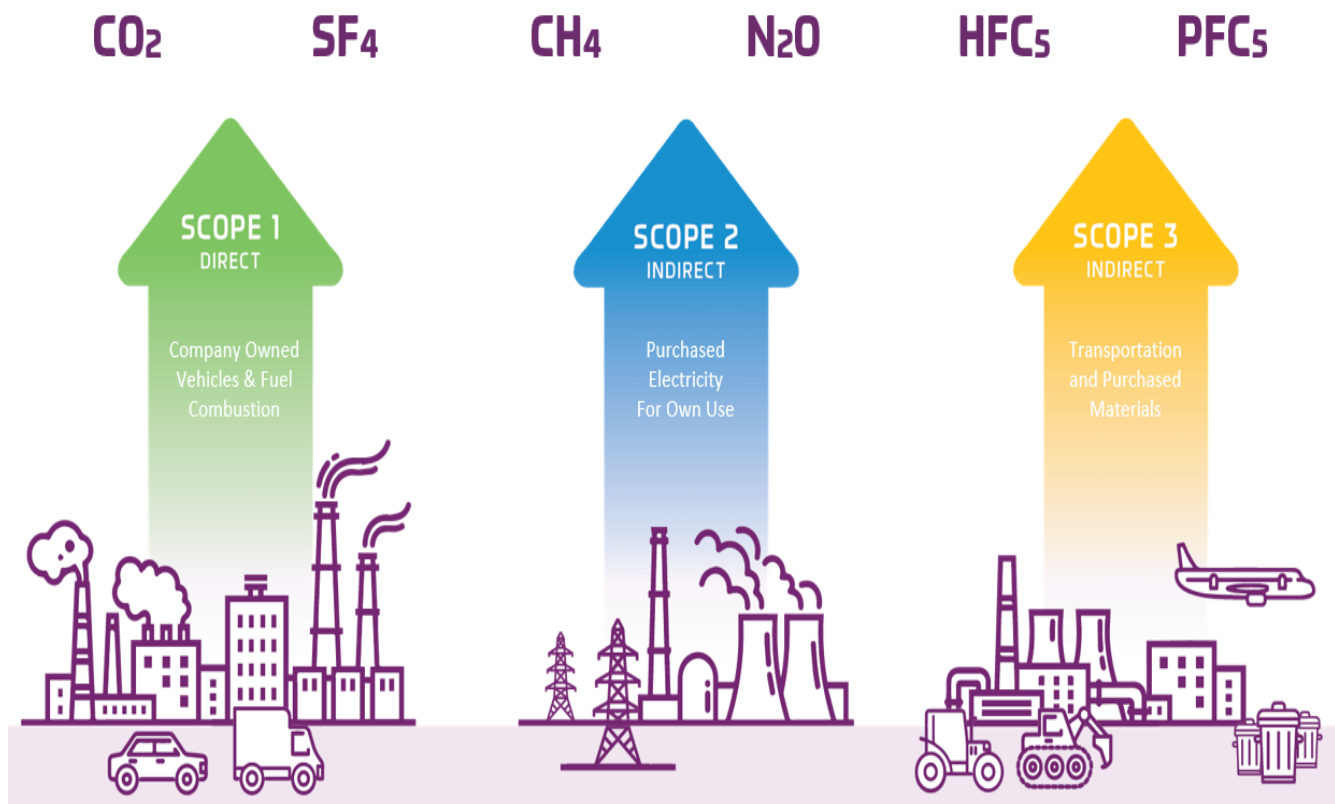 CO₂ SF₄ CH₄ N₂O HFC₅ PFC₅
SCOPE 1
DIRECT
Company Owned
Vehicles & Fuel
Combustion
SCOPE 2
INDIRECT
Purchased
Electricity
For Own Use
SCOPE 3
INDIRECT
Transportation
and Purchased
Materials